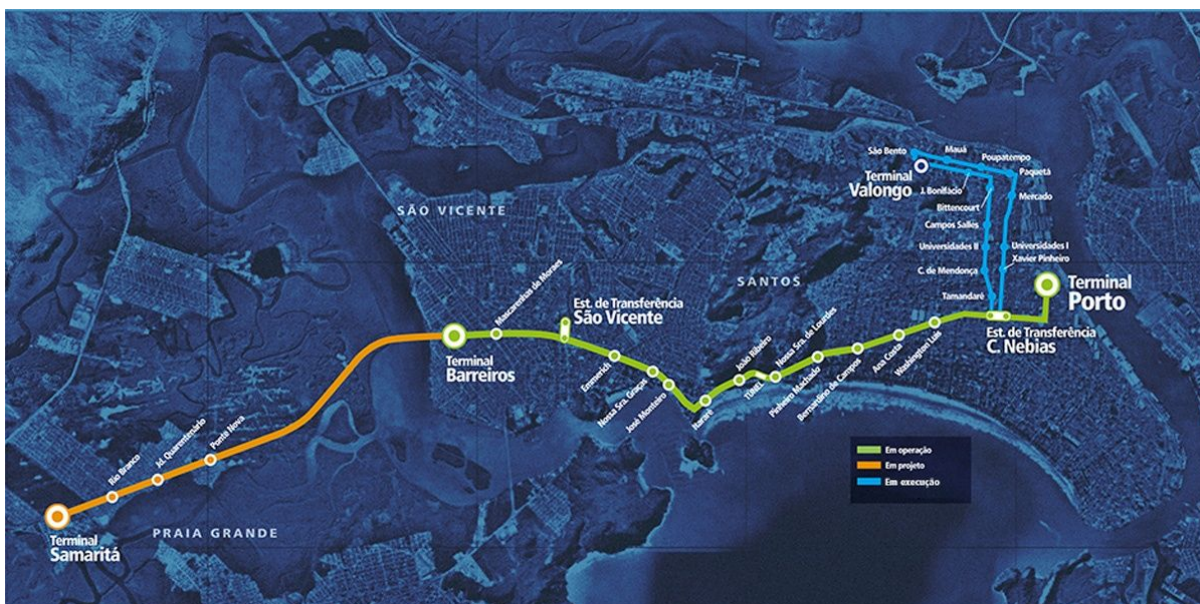 São Bento
Mauá
Poupatempo
Paquetá
Terminal
Valongo
J. Bonifácio
Mercado
Bittencourt
Campos Salles
Universidades II
Universidades I
Xavier Pinheiro
C. de Mendonça
Tamandaré
SÃO VICENTE
SANTOS
Terminal
Porto
Est. de Transferência
C. Nebias
Mascarenhas de Moraes
Est. de Transferência
São Vicente
Terminal
Barreiros
Emmerich
Nossa Sra. Graças
José Monteiro
Itararé
João Ribeiro
TÚNEL
Nossa Sra. de Lourdes
Pinheiro Machado
Bernardino de Campos
Ana Costa
Washington Luis
Em operação
Em projeto
Em execução
Ponte Nova
Jd. Quarentenário
Rio Branco
Terminal
Samaritá
PRAIA GRANDE